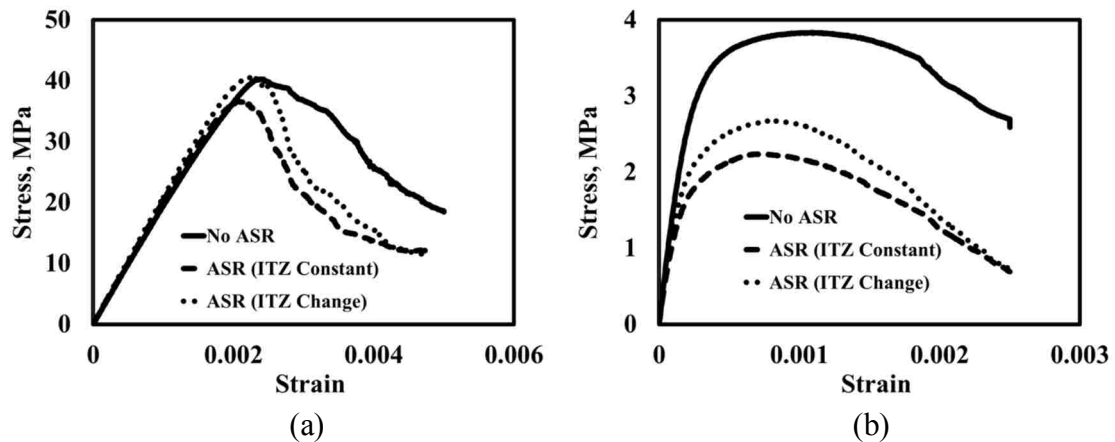 50
40
30
20
10
0
Stress, MPa
No ASR
ASR (ITZ Constant)
ASR (ITZ Change)
0 0.002 0.004 0.006
Strain
(a)
4
3
2
1
0
Stress, MPa
No ASR
ASR (ITZ Constant)
ASR (ITZ Change)
0 0.001 0.002 0.003
Strain
(b)